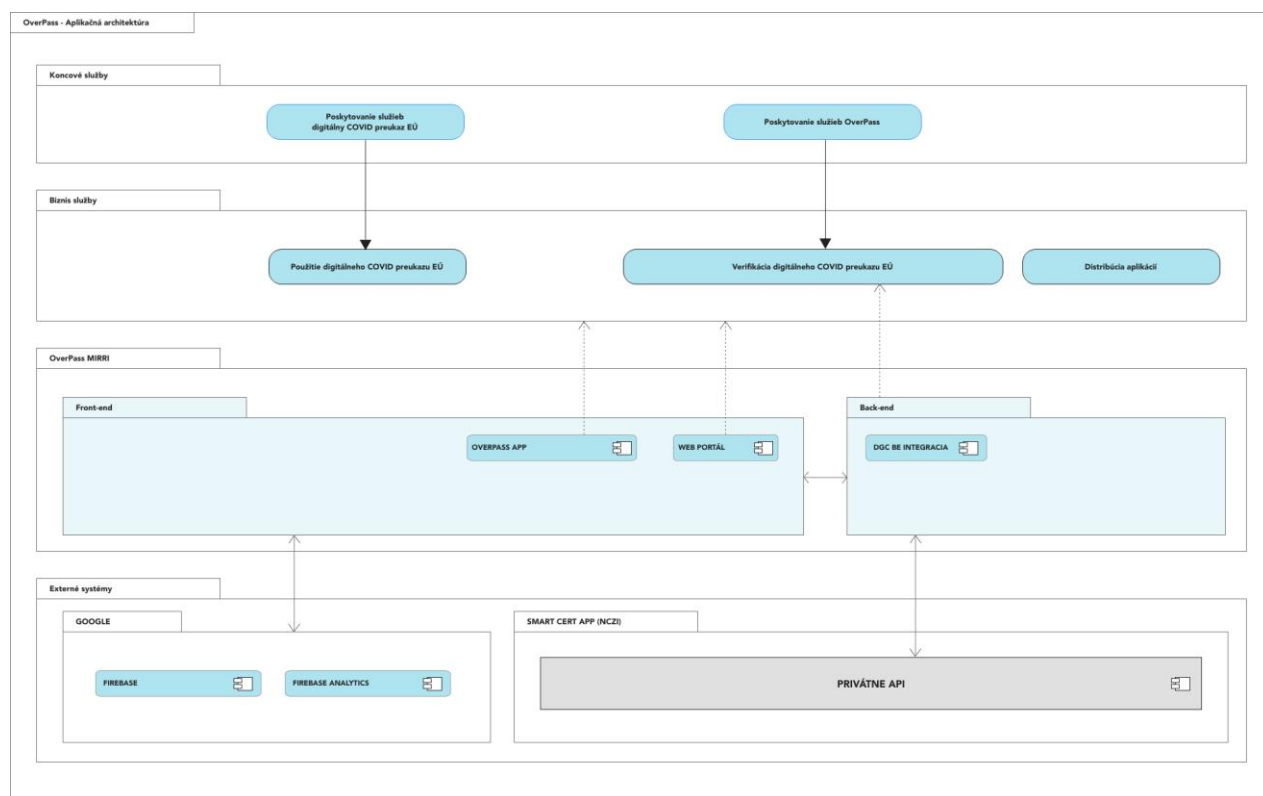 OverPass - Aplikačná architektúra
Koncové služby
Poskytovanie služieb
digitálny COVID preukaz EÚ
Poskytovanie služieb OverPass
Biznis služby
Použitie digitálneho COVID preukazu EÚ
Verifikácia digitálneho COVID preukazu EÚ
Distribúcia aplikácií
OverPass MIRRI
Front-end
Back-end
OVERPASS APP
WEB PORTÁL
DGC BE INTEGRACIA
Externé systémy
GOOGLE
SMART CERT APP (NCZI)
FIREBASE
FIREBASE ANALYTICS
PRIVÁTNE API